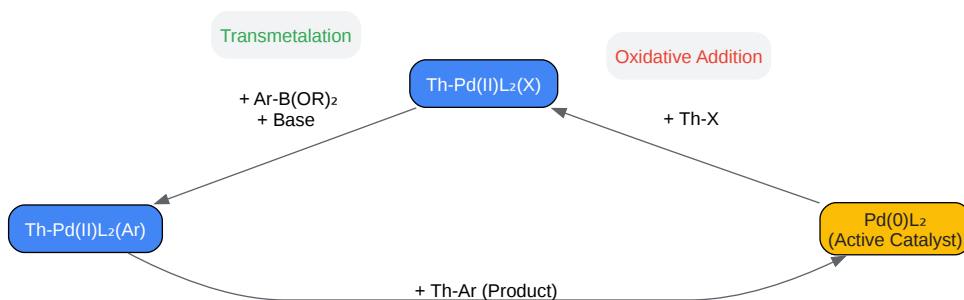 Transmetalation
Oxidative Addition
Th-Pd(II)L₂(X)
+ Ar-B(OR)₂
+ Base
+ Th-X
Th-Pd(II)L₂(Ar)
Pd(0)L₂
(Active Catalyst)
+ Th-Ar (Product)